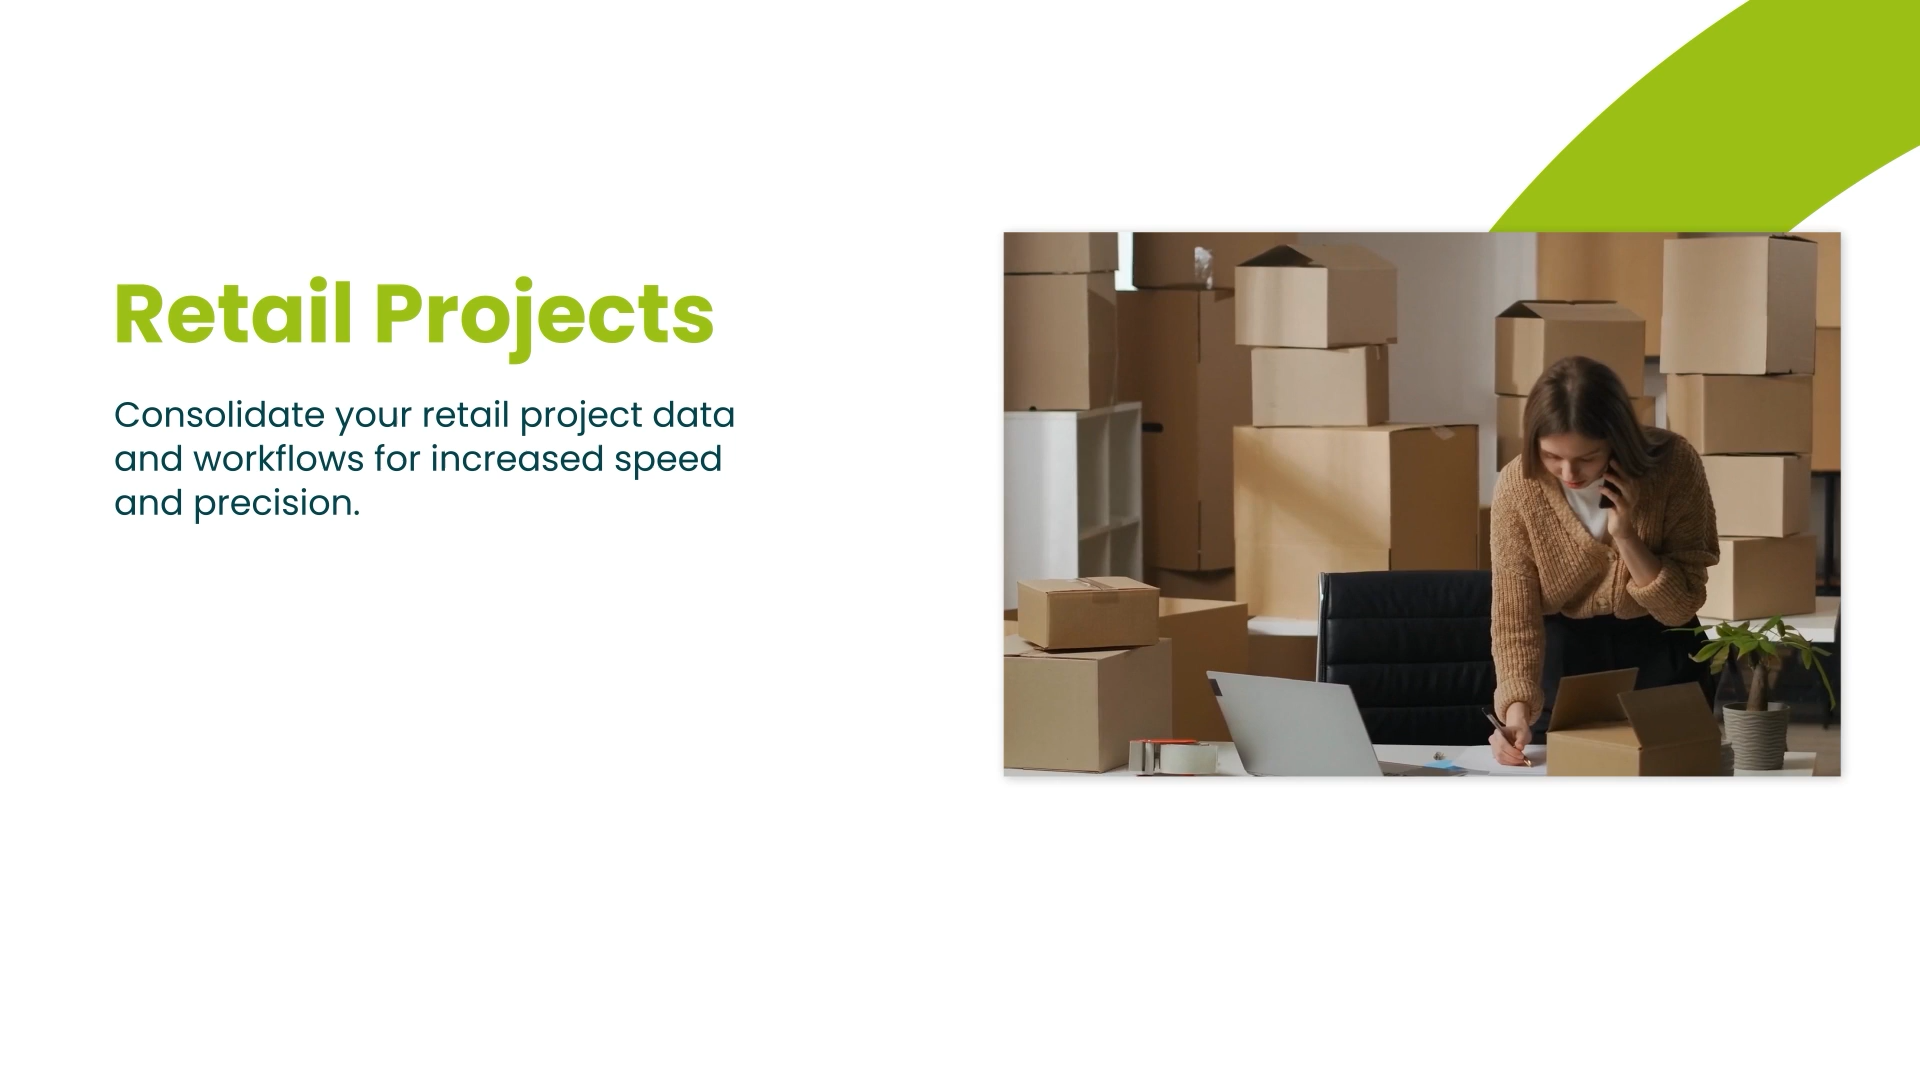 Retail Projects
Consolidate your retail project data
and workflows for increased speed
and precision.